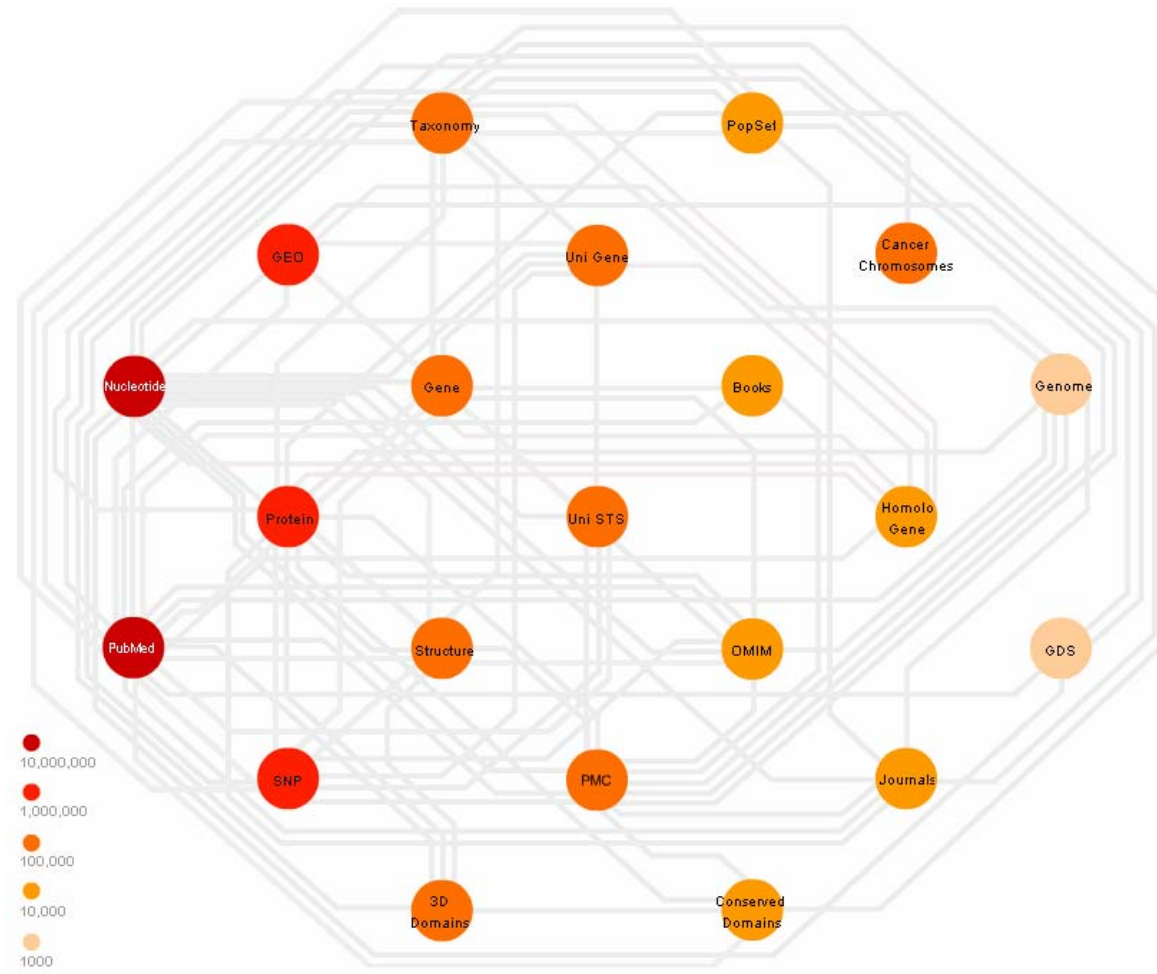 Taxonomy
PopSet
GEO
Uni Gene
Cancer
Chromosomes
Nucleotide
Gene
Books
Genome
Protein
Uni STS
Homolo
Gene
PubMed
Structure
OMIM
GDS
SNP
PMC
Journals
3D
Domains
Conserved
Domains
10,000,000
1,000,000
100,000
10,000
1000